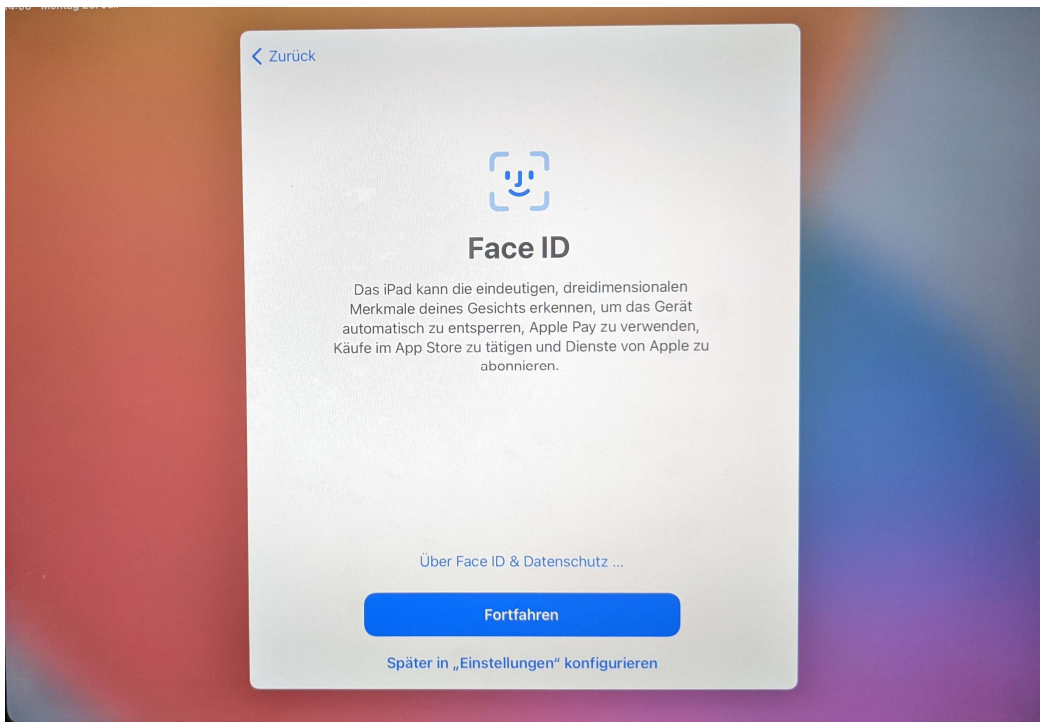 Zurück
Face ID
Das iPad kann die eindeutigen, dreidimensionalen
Merkmale deines Gesichts erkennen, um das Gerät
automatisch zu entsperren, Apple Pay zu verwenden,
Käufe im App Store zu tätigen und Dienste von Apple zu
abonnieren.
Über Face ID & Datenschutz ...
Fortfahren
Später in „Einstellungen“ konfigurieren